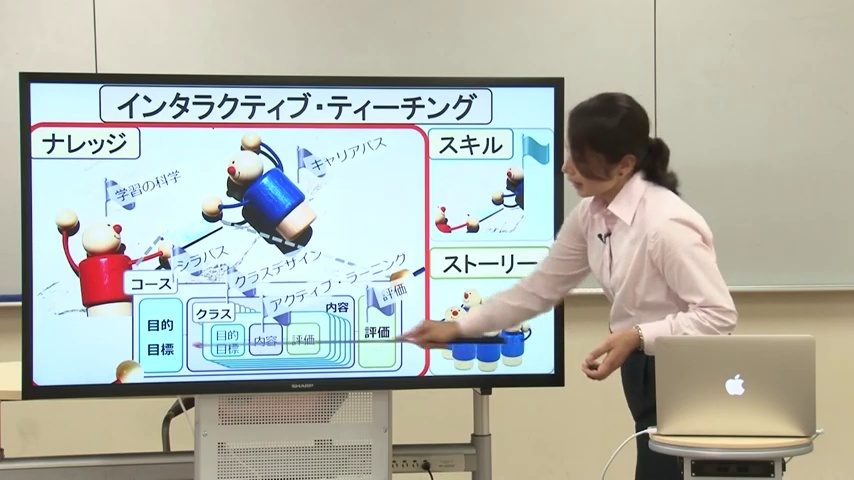 インタラクティブ・ティーチング
ナレッジ
スキル
キャリアパス
学習の科学
シラバス
クラスデザイン
アクティブ・ラーニング
評価
ストーリー
コース
目的
目標
クラス
目的
目標
内容
評価
内容
評価
SHARP